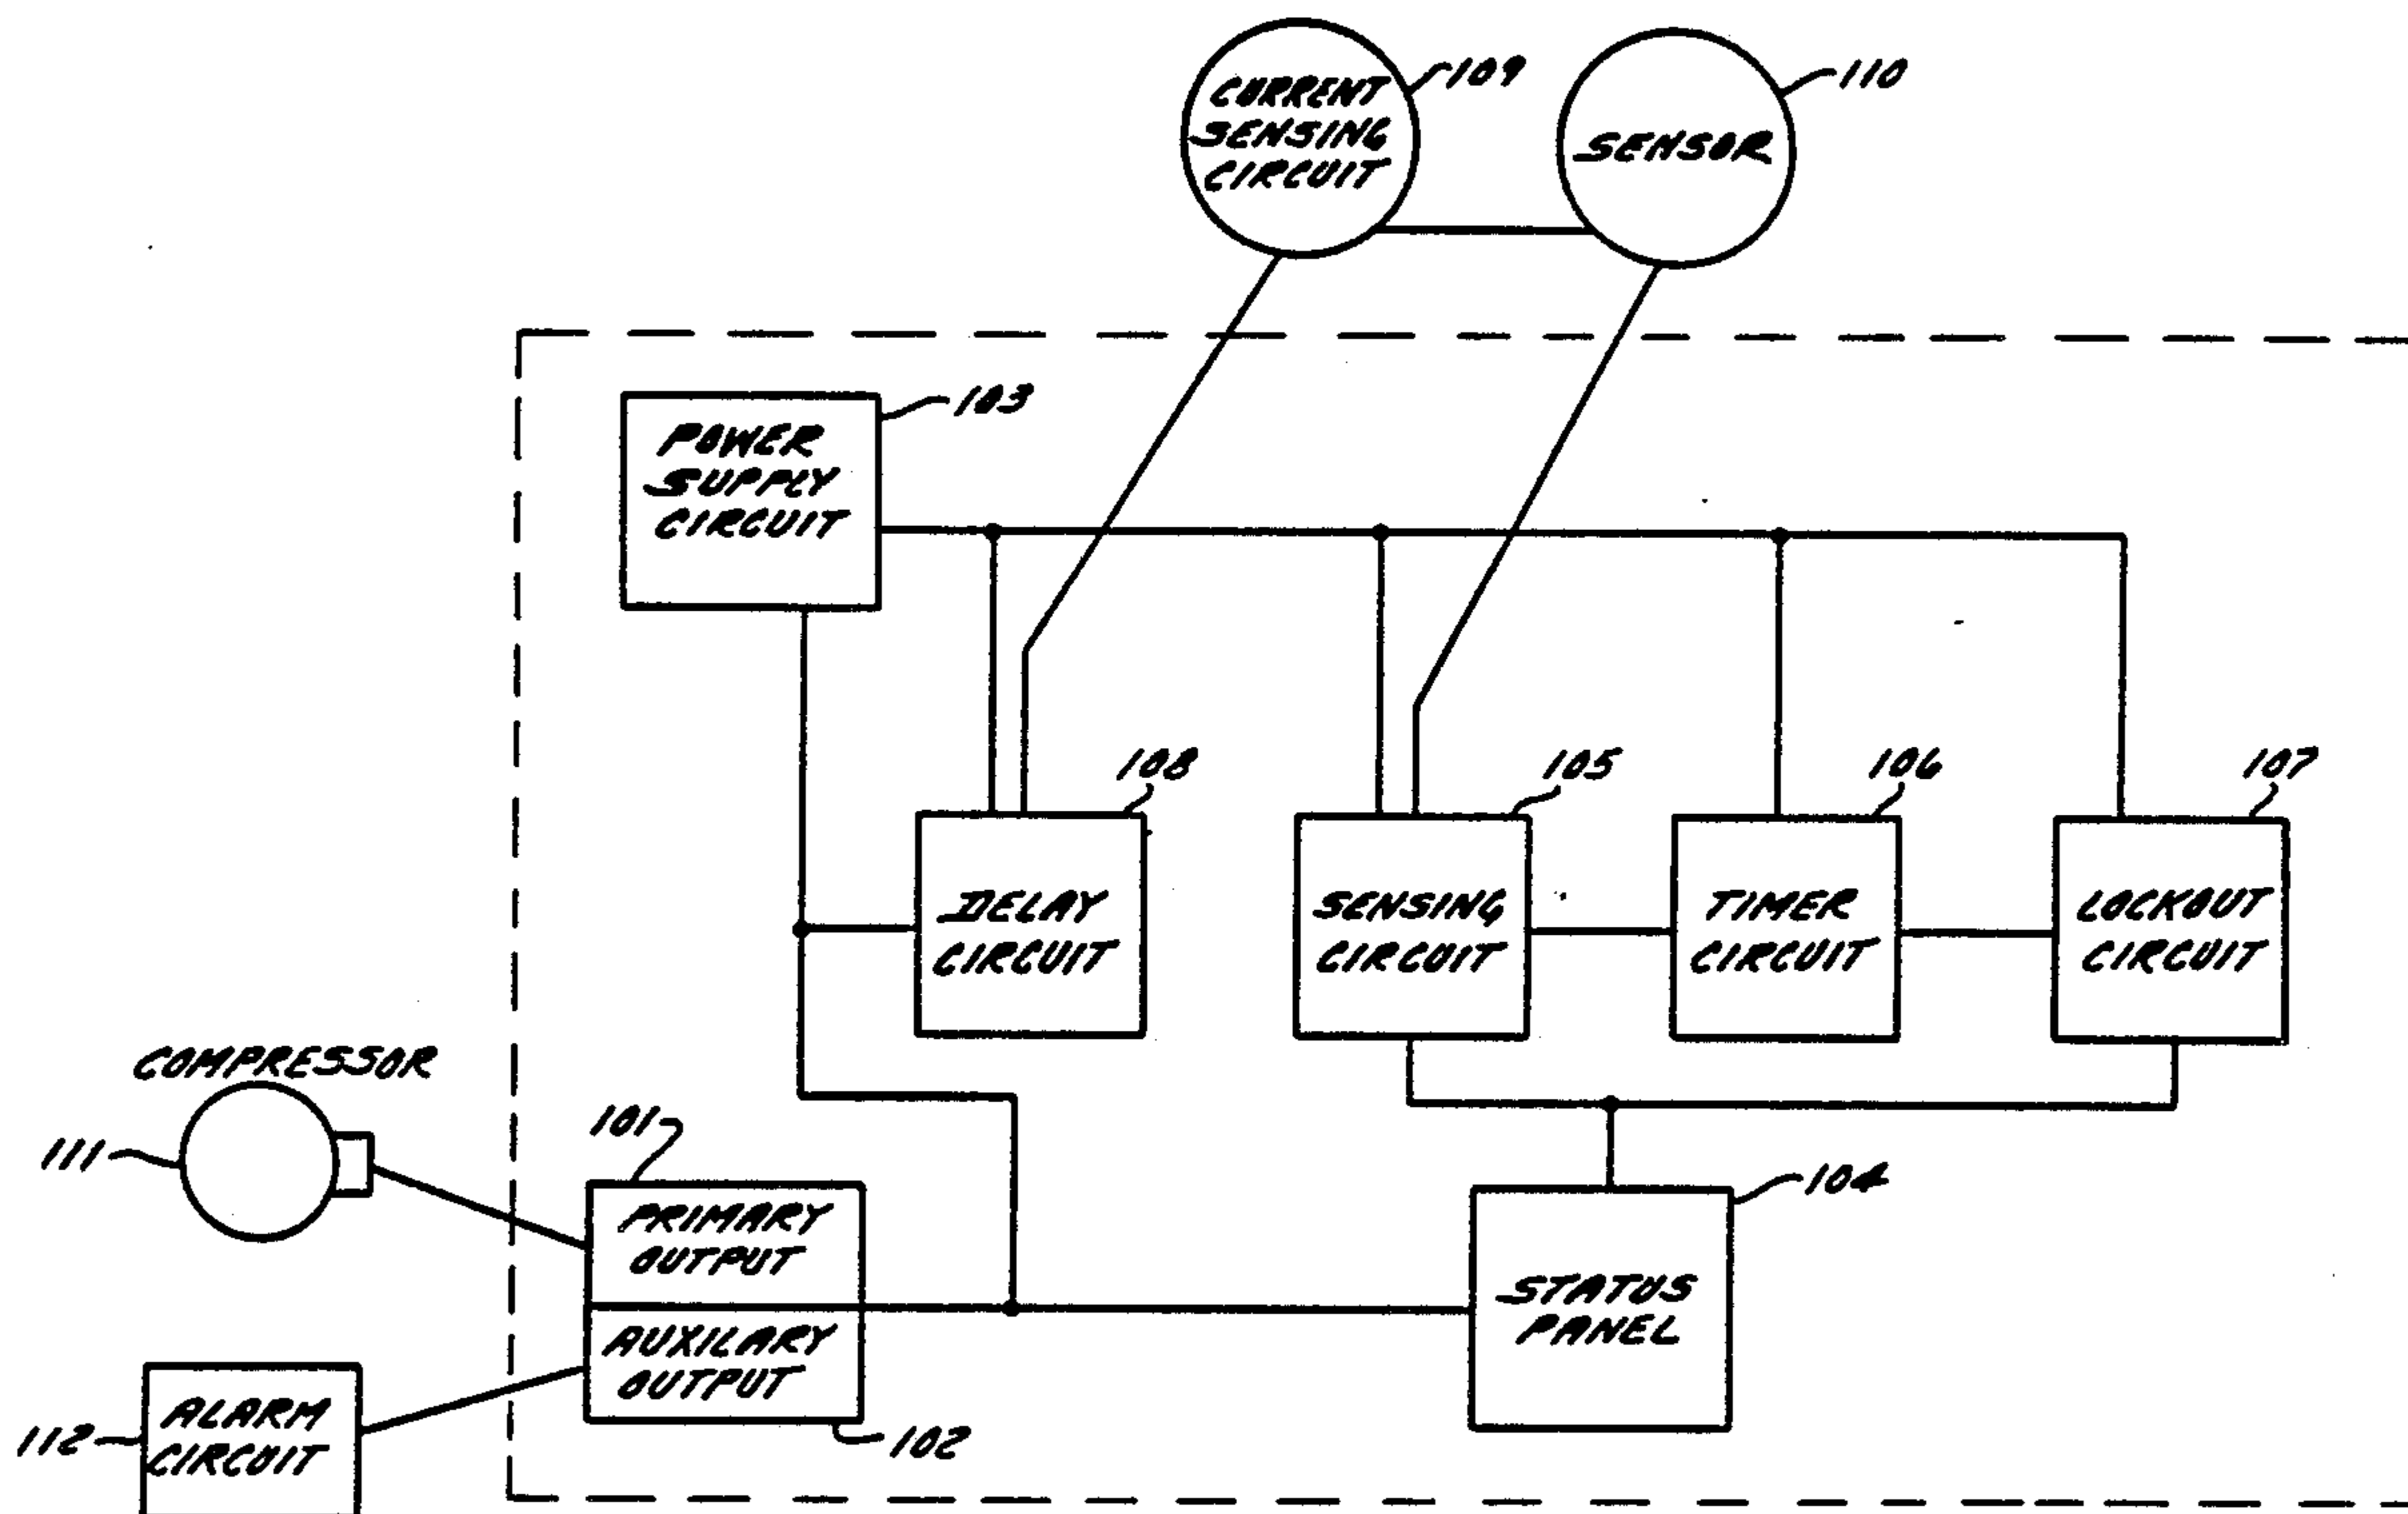 CURRENT
SENSING
CIRCUIT
109
SENSOR
110
POWER
SUPPLY
CIRCUIT
103
108
DELAY
CIRCUIT
105
SENSING
CIRCUIT
106
TIMER
CIRCUIT
107
LOCKOUT
CIRCUIT
COMPRESSOR
111
101
PRIMARY
OUTPUT
AUXILARY
OUTPUT
102
104
STATUS
PANEL
ALARM
CIRCUIT
112